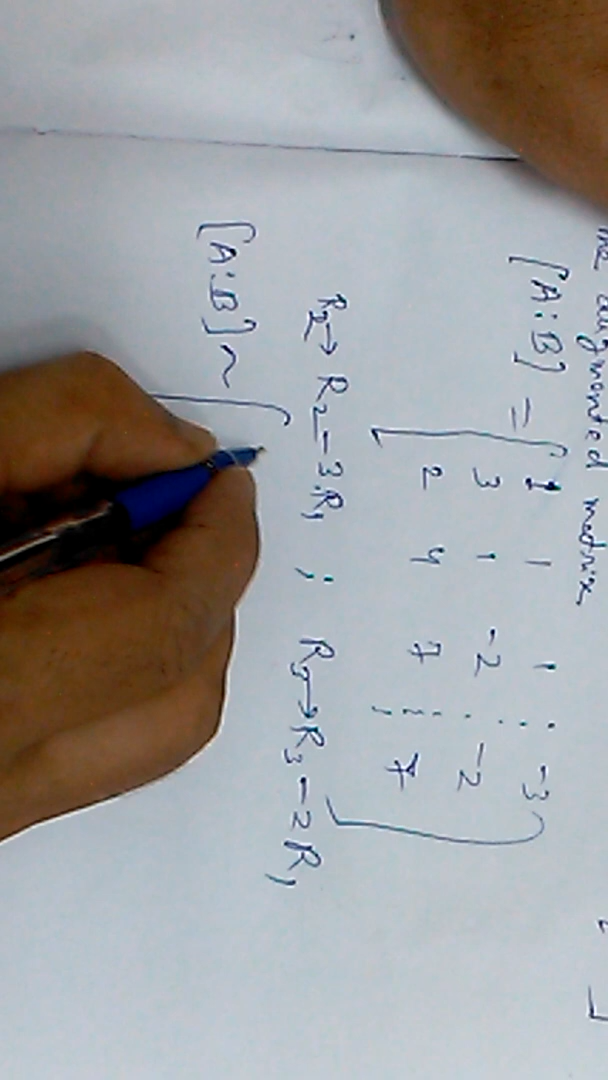 augmented matrix
[A:B] = [ 1 1 1 : -3
3 1 -2 : -2
2 4 7 : 7 ]
R2→ R2-3R1 ; R3→R3-2R1
[A:B] ~ [